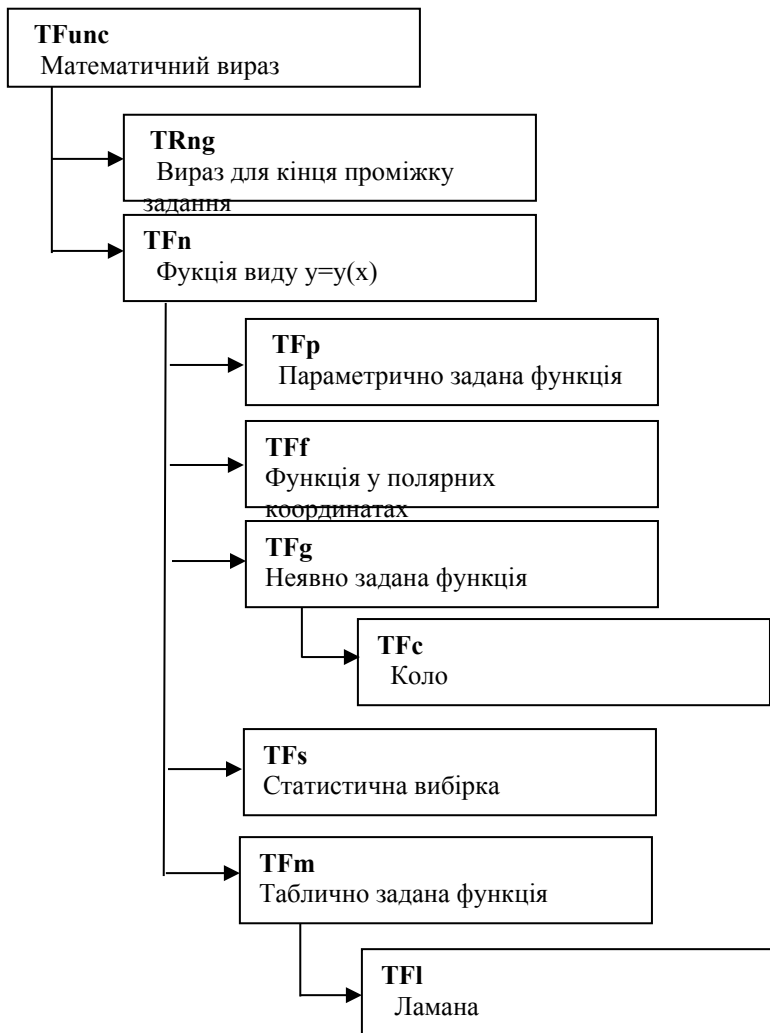 TFunc
Математичний вираз
TRng
Вираз для кінця проміжку
задання
TFn
Фукція виду y=y(x)
TFp
Параметрично задана функція
TFf
Функція у полярних
координатах
TFg
Неявно задана функція
TFc
Коло
TFs
Статистична вибірка
TFm
Таблично задана функція
TFl
Ламана